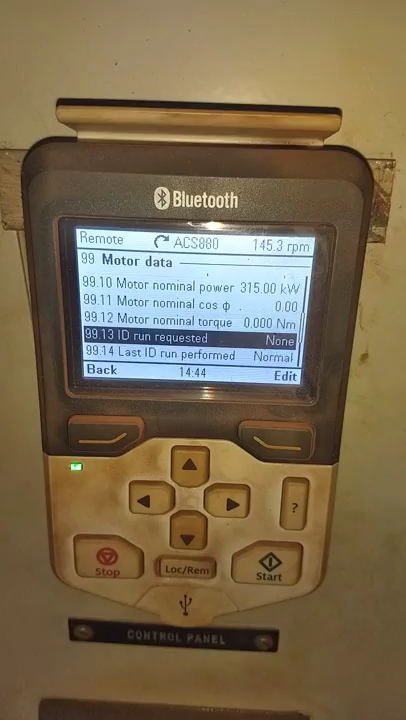 Bluetooth
Remote ACS880 145.3 rpm
99 Motor data
99.10 Motor nominal power 315.00 kW
99.11 Motor nominal cos ϕ 0.00
99.12 Motor nominal torque 0.000 Nm
99.13 ID run requested None
99.14 Last ID run performed Normal
Back 14:44 Edit
?
Stop Loc/Rem Start
CONTROL PANEL